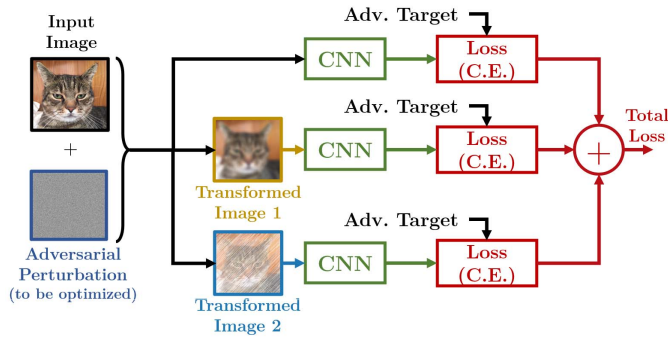 Input
Image
+
Adversarial
Perturbation
(to be optimized)
Adv. Target
CNN
Loss
(C.E.)
Transformed
Image 1
Adv. Target
CNN
Loss
(C.E.)
Transformed
Image 2
Adv. Target
CNN
Loss
(C.E.)
+
Total
Loss